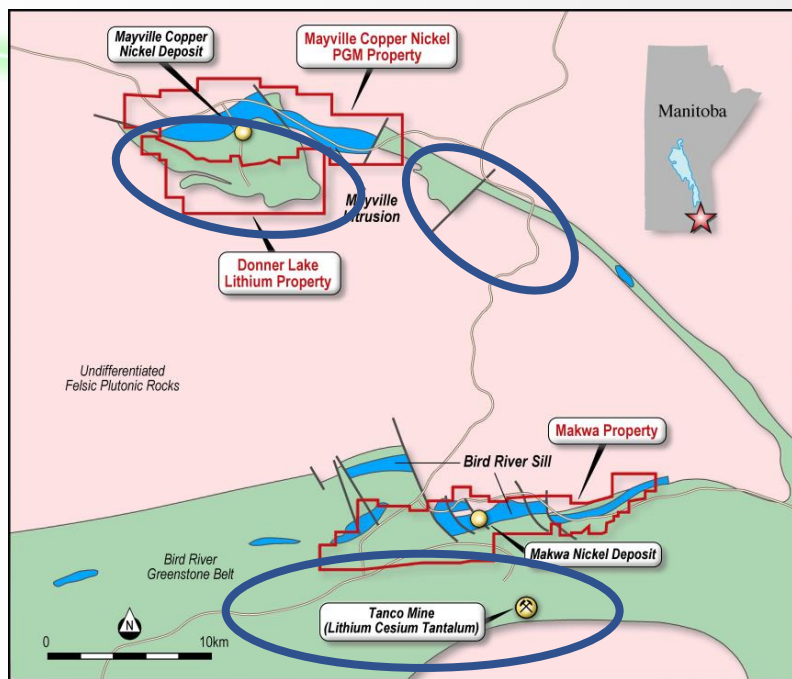 Mayville Copper
Nickel Deposit
Mayville Copper Nickel
PGM Property
Manitoba
Mayville
Intrusion
Donner Lake
Lithium Property
Undifferentiated
Felsic Plutonic Rocks
Makwa Property
Bird River Sill
Makwa Nickel Deposit
Bird River
Greenstone Belt
Tanco Mine
(Lithium Cesium Tantalum)
N
0 10km